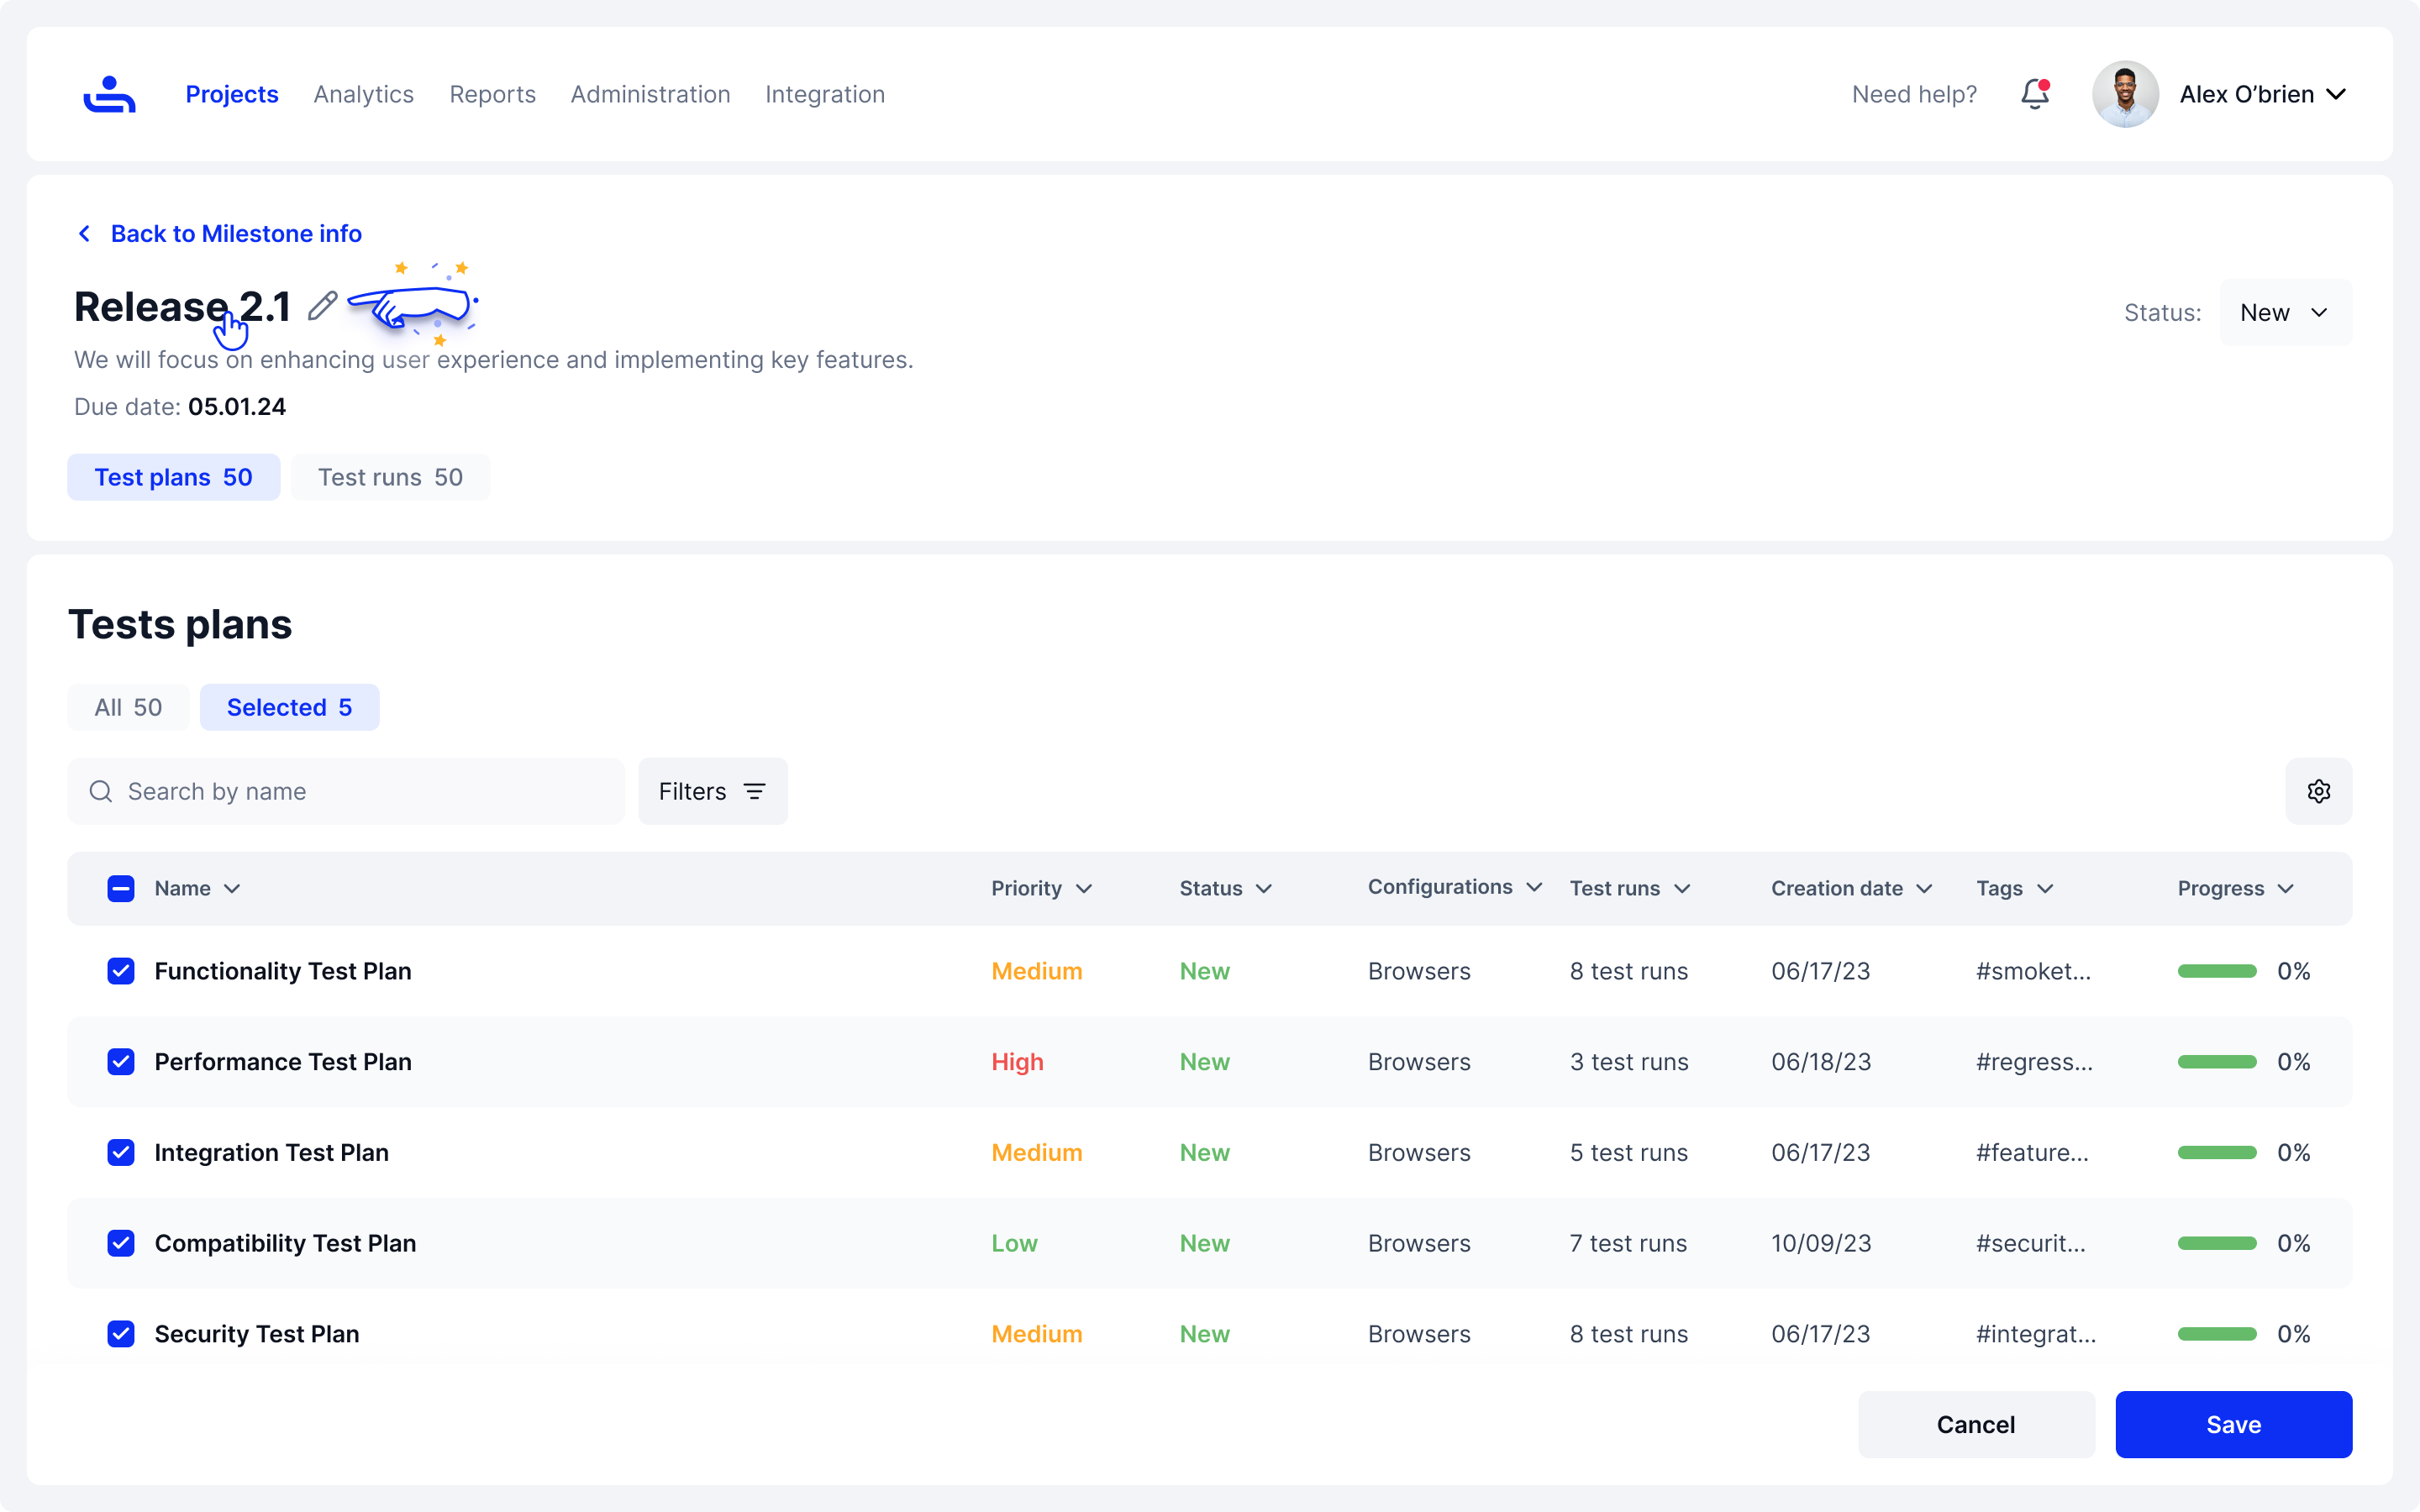 Projects Analytics Reports Administration Integration Need help? Alex O’brien
Back to Milestone info
Release 2.1
Status: New
We will focus on enhancing user experience and implementing key features.
Due date: 05.01.24
Test plans 50 Test runs 50
Tests plans
All 50 Selected 5
Search by name Filters
Name Priority Status Configurations Test runs Creation date Tags Progress
Functionality Test Plan Medium New Browsers 8 test runs 06/17/23 #smoket... 0%
Performance Test Plan High New Browsers 3 test runs 06/18/23 #regress... 0%
Integration Test Plan Medium New Browsers 5 test runs 06/17/23 #feature... 0%
Compatibility Test Plan Low New Browsers 7 test runs 10/09/23 #securit... 0%
Security Test Plan Medium New Browsers 8 test runs 06/17/23 #integrat... 0%
Cancel Save